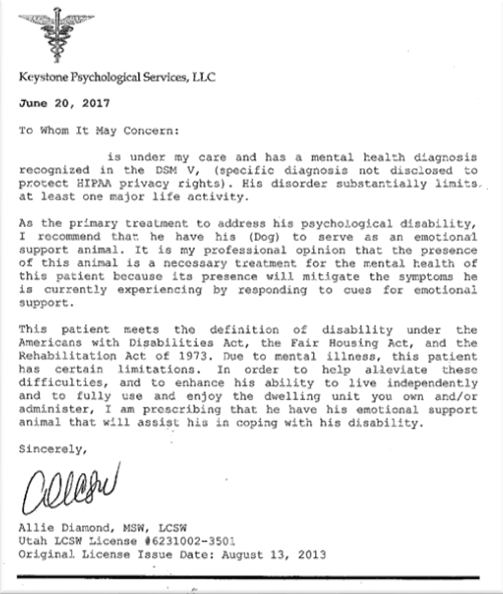 Keystone Psychological Services, LLC
June 20, 2017
To Whom It May Concern:
is under my care and has a mental health diagnosis
recognized in the DSM V, (specific diagnosis not disclosed to
protect HIPAA privacy rights). His disorder substantially limits
at least one major life activity.
As the primary treatment to address his psychological disability,
I recommend that he have his (Dog) to serve as an emotional
support animal. It is my professional opinion that the presence
of this animal is a necessary treatment for the mental health of
this patient because its presence will mitigate the symptoms he
is currently experiencing by responding to cues for emotional
support.
This patient meets the definition of disability under the
Americans with Disabilities Act, the Fair Housing Act, and the
Rehabilitation Act of 1973. Due to mental illness, this patient
has certain limitations. In order to help alleviate these
difficulties, and to enhance his ability to live independently
and to fully use and enjoy the dwelling unit you own and/or
administer, I am prescribing that he have his emotional support
animal that will assist his in coping with his disability.
Sincerely,
Allie Diamond, MSW, LCSW
Utah LCSW License #6231002-3501
Original License Issue Date: August 13, 2013